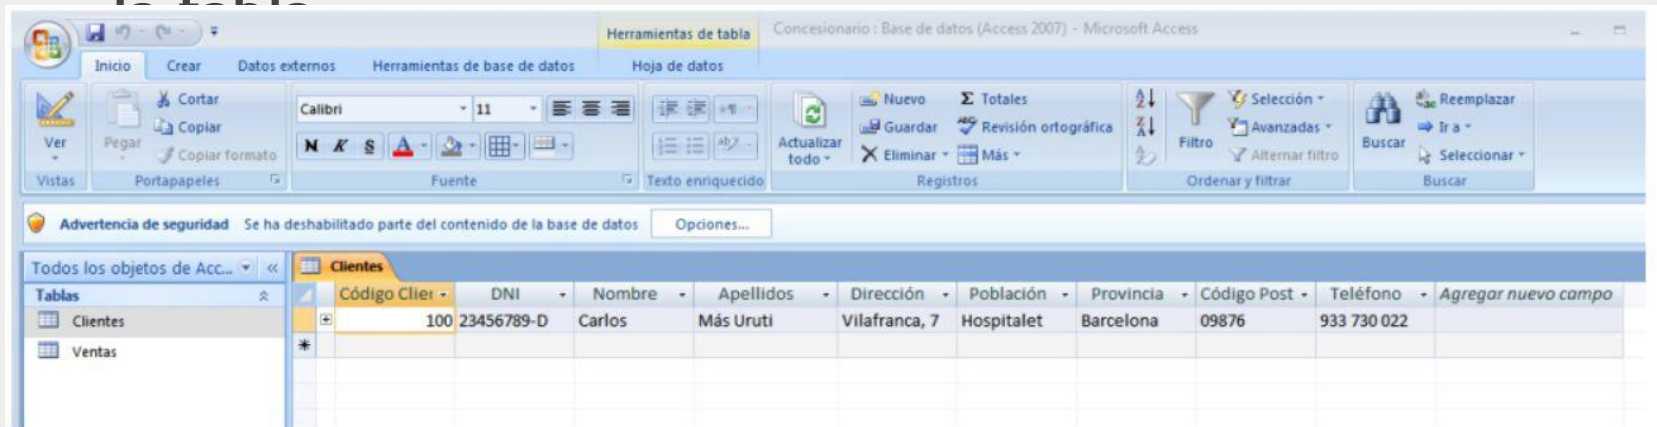 la tabla
Herramientas de tabla Concesionario : Base de datos (Access 2007) - Microsoft Access
Inicio Crear Datos externos Herramientas de base de datos Hoja de datos
Cortar
Copiar
Copiar formato
Ver Pegar
Calibri 11
N K S
Actualizar todo
Nuevo Σ Totales
Guardar Revisión ortográfica
Eliminar Más
Filtro
Selección
Avanzadas
Alternar filtro
Buscar
Reemplazar
Ir a
Seleccionar
Vistas Portapapeles Fuente Texto enriquecido Registros Ordenar y filtrar Buscar
Advertencia de seguridad Se ha deshabilitado parte del contenido de la base de datos Opciones...
Todos los objetos de Acc... « Clientes
Tablas Código Clier DNI Nombre Apellidos Dirección Población Provincia Código Post Teléfono Agregar nuevo campo
Clientes 100 23456789-D Carlos Más Uruti Vilafranca, 7 Hospitalet Barcelona 09876 933 730 022
Ventas